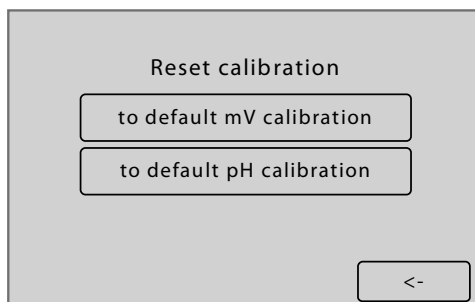 Reset calibration
to default mV calibration
to default pH calibration
<-